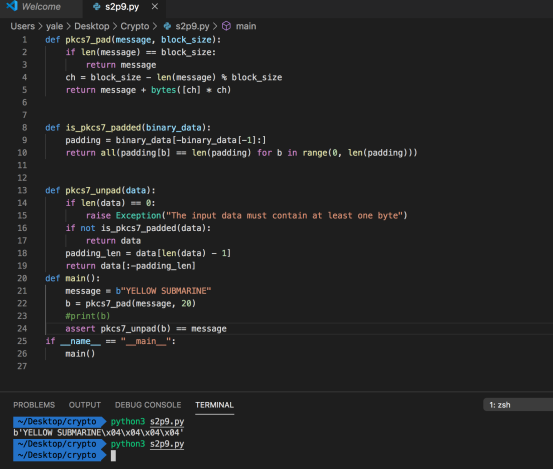 Welcome
s2p9.py ×
Users > yale > Desktop > Crypto > s2p9.py > main
1 def pkcs7_pad(message, block_size):
2     if len(message) == block_size:
3         return message
4     ch = block_size - len(message) % block_size
5     return message + bytes([ch] * ch)
6
7
8 def is_pkcs7_padded(binary_data):
9     padding = binary_data[-binary_data[-1]:]
10     return all(padding[b] == len(padding) for b in range(0, len(padding)))
11
12
13 def pkcs7_unpad(data):
14     if len(data) == 0:
15         raise Exception("The input data must contain at least one byte")
16     if not is_pkcs7_padded(data):
17         return data
18     padding_len = data[len(data) - 1]
19     return data[:-padding_len]
20 def main():
21     message = b"YELLOW SUBMARINE"
22     b = pkcs7_pad(message, 20)
23     #print(b)
24     assert pkcs7_unpad(b) == message
25 if __name__ == "__main__":
26     main()
27
PROBLEMS OUTPUT DEBUG CONSOLE TERMINAL 1: zsh
~/Desktop/crypto python3 s2p9.py
b'YELLOW SUBMARINE\x04\x04\x04\x04'
~/Desktop/crypto python3 s2p9.py
~/Desktop/crypto